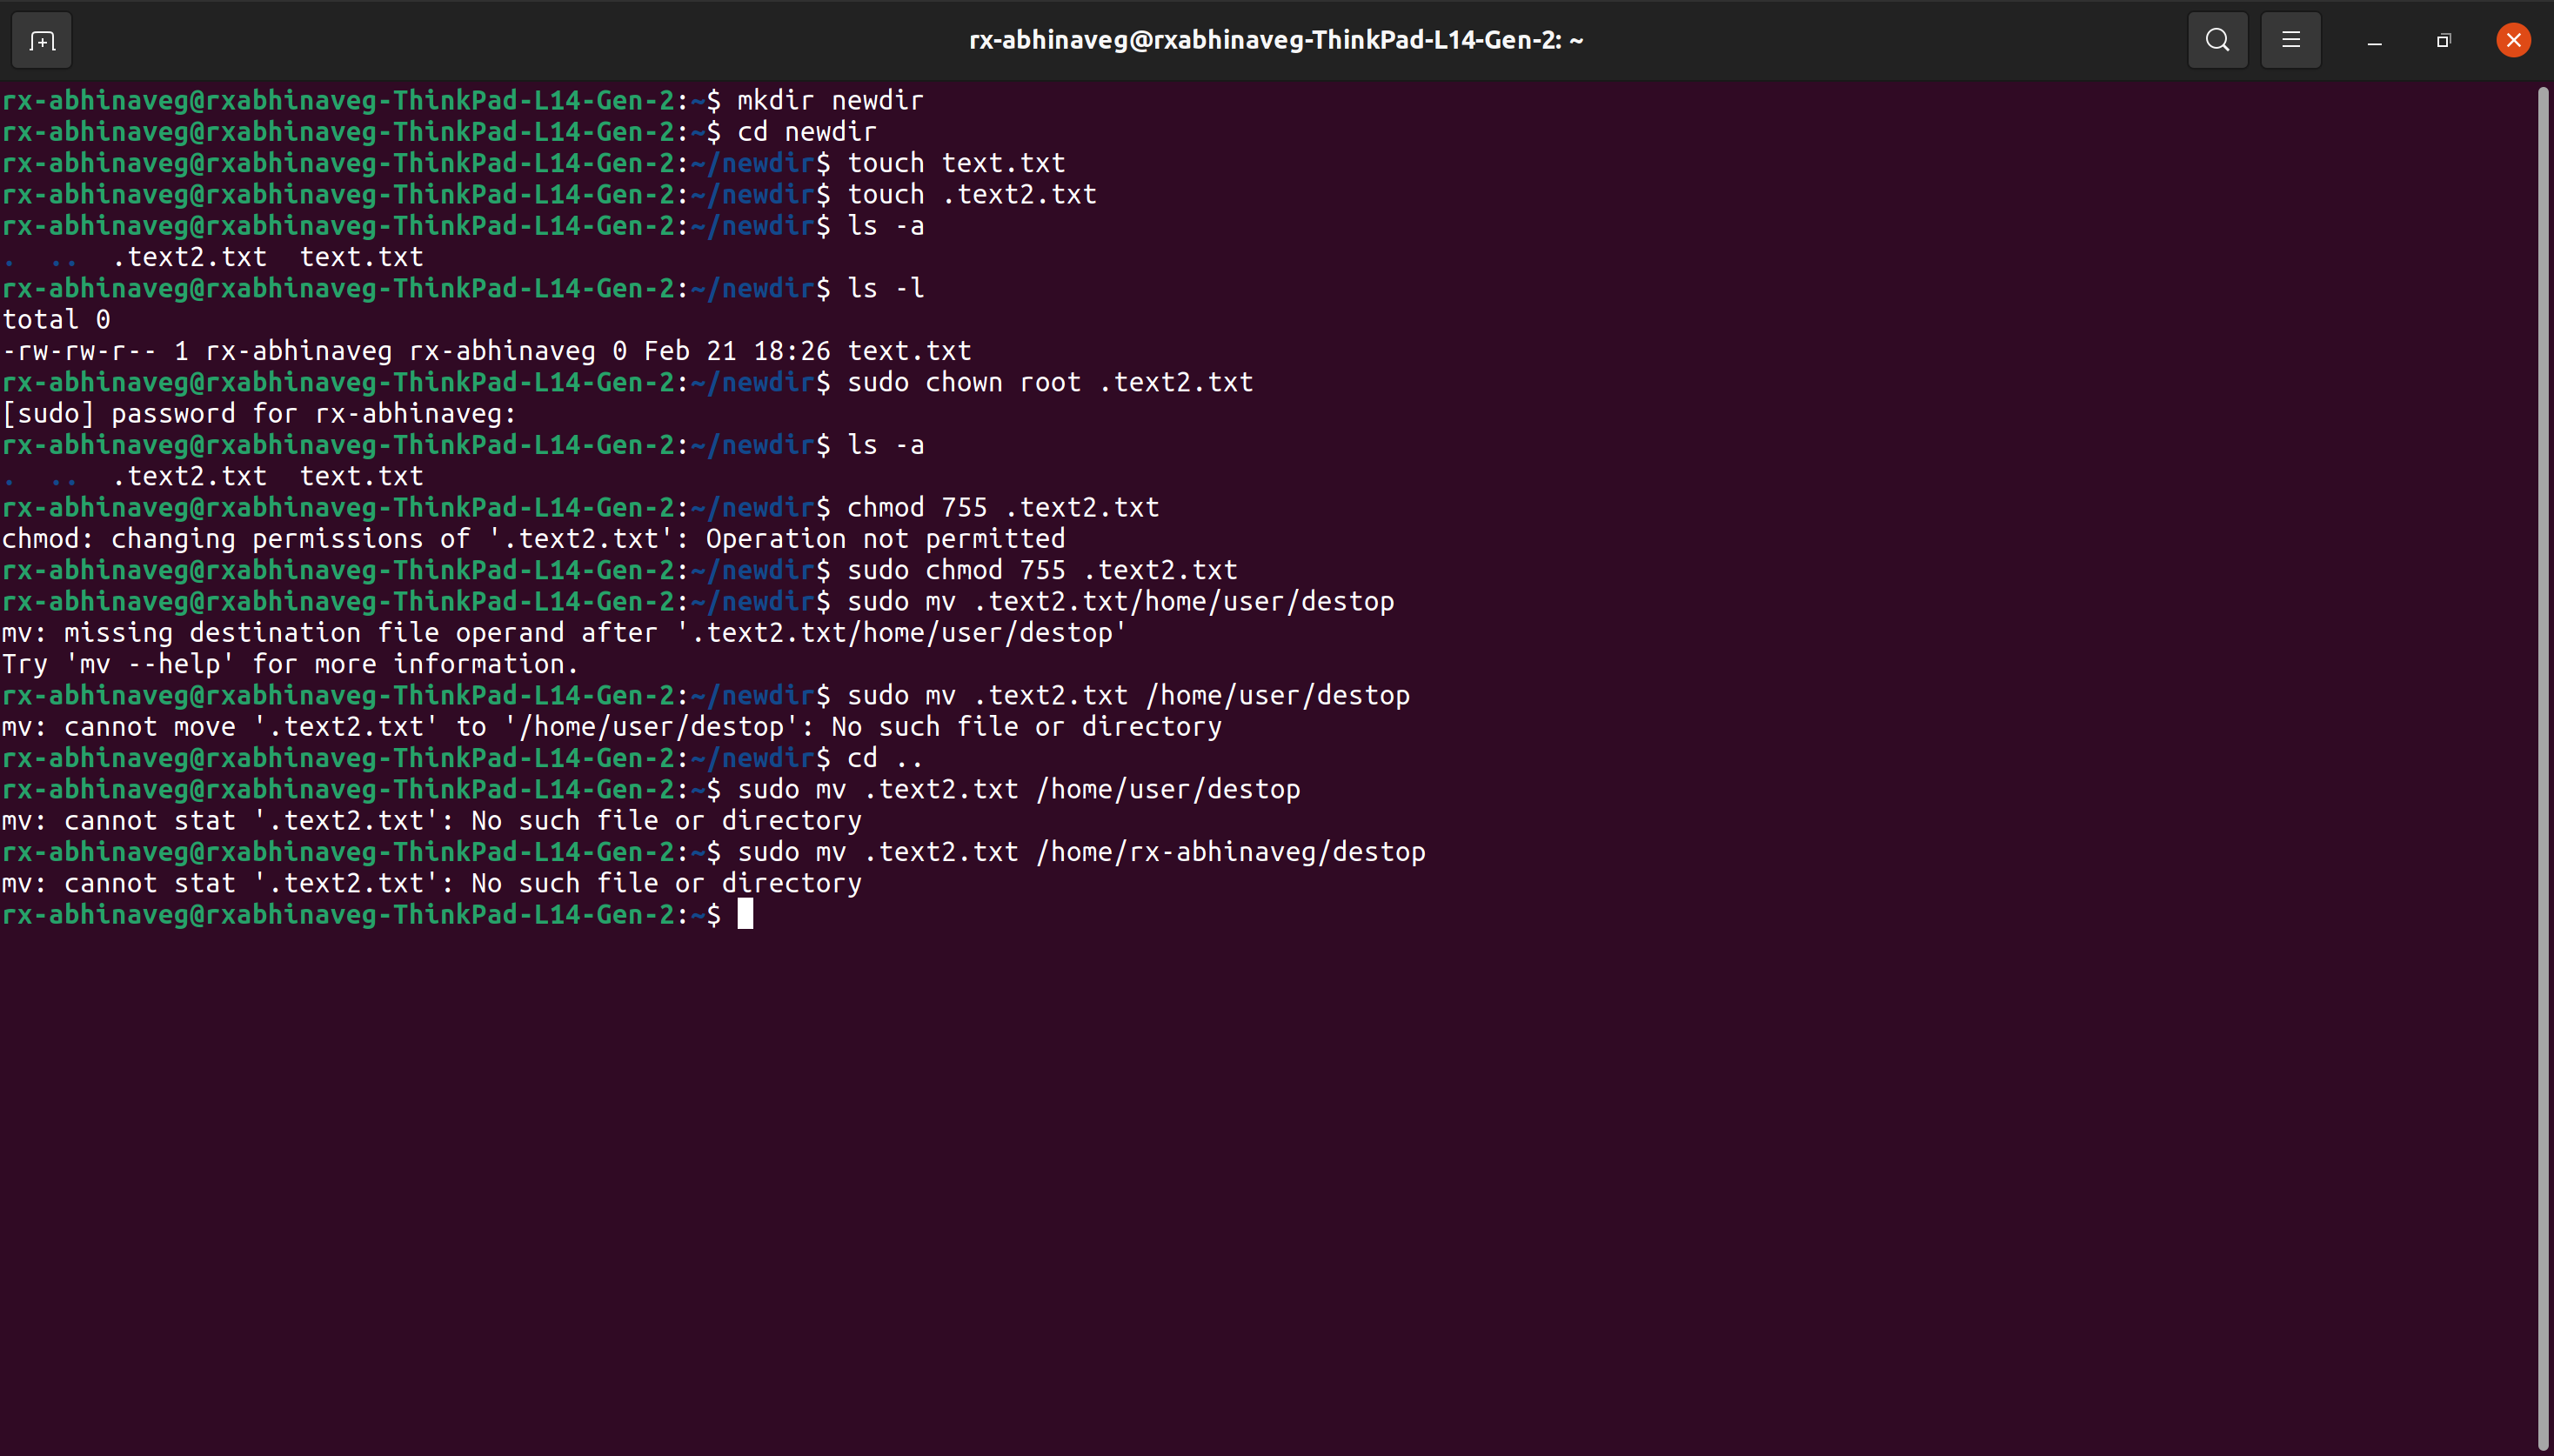 rx-abhinaveg@rxabhinaveg-ThinkPad-L14-Gen-2: ~
rx-abhinaveg@rxabhinaveg-ThinkPad-L14-Gen-2:~$ mkdir newdir
rx-abhinaveg@rxabhinaveg-ThinkPad-L14-Gen-2:~$ cd newdir
rx-abhinaveg@rxabhinaveg-ThinkPad-L14-Gen-2:~/newdir$ touch text.txt
rx-abhinaveg@rxabhinaveg-ThinkPad-L14-Gen-2:~/newdir$ touch .text2.txt
rx-abhinaveg@rxabhinaveg-ThinkPad-L14-Gen-2:~/newdir$ ls -a
.  ..  .text2.txt  text.txt
rx-abhinaveg@rxabhinaveg-ThinkPad-L14-Gen-2:~/newdir$ ls -l
total 0
-rw-rw-r-- 1 rx-abhinaveg rx-abhinaveg 0 Feb 21 18:26 text.txt
rx-abhinaveg@rxabhinaveg-ThinkPad-L14-Gen-2:~/newdir$ sudo chown root .text2.txt
[sudo] password for rx-abhinaveg:
rx-abhinaveg@rxabhinaveg-ThinkPad-L14-Gen-2:~/newdir$ ls -a
.  ..  .text2.txt  text.txt
rx-abhinaveg@rxabhinaveg-ThinkPad-L14-Gen-2:~/newdir$ chmod 755 .text2.txt
chmod: changing permissions of '.text2.txt': Operation not permitted
rx-abhinaveg@rxabhinaveg-ThinkPad-L14-Gen-2:~/newdir$ sudo chmod 755 .text2.txt
rx-abhinaveg@rxabhinaveg-ThinkPad-L14-Gen-2:~/newdir$ sudo mv .text2.txt/home/user/destop
mv: missing destination file operand after '.text2.txt/home/user/destop'
Try 'mv --help' for more information.
rx-abhinaveg@rxabhinaveg-ThinkPad-L14-Gen-2:~/newdir$ sudo mv .text2.txt /home/user/destop
mv: cannot move '.text2.txt' to '/home/user/destop': No such file or directory
rx-abhinaveg@rxabhinaveg-ThinkPad-L14-Gen-2:~/newdir$ cd ..
rx-abhinaveg@rxabhinaveg-ThinkPad-L14-Gen-2:~$ sudo mv .text2.txt /home/user/destop
mv: cannot stat '.text2.txt': No such file or directory
rx-abhinaveg@rxabhinaveg-ThinkPad-L14-Gen-2:~$ sudo mv .text2.txt /home/rx-abhinaveg/destop
mv: cannot stat '.text2.txt': No such file or directory
rx-abhinaveg@rxabhinaveg-ThinkPad-L14-Gen-2:~$